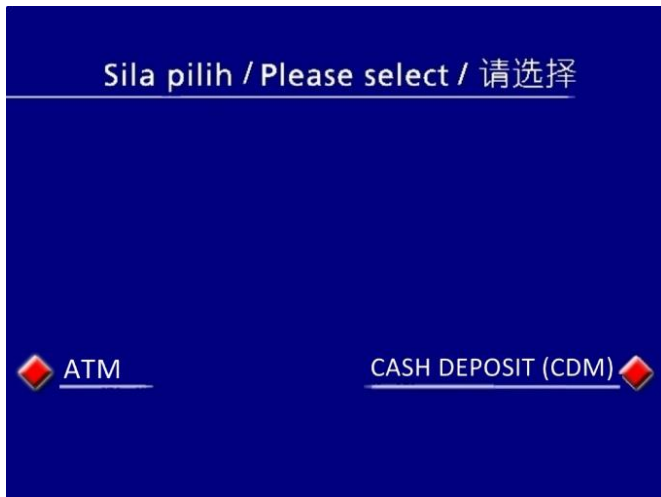 Sila pilih / Please select / 请选择
ATM
CASH DEPOSIT (CDM)